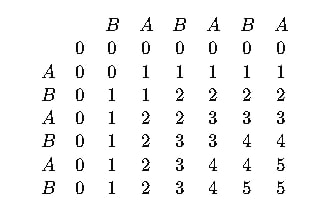 B A B A B A
0 0 0 0 0 0 0
A 0 0 1 1 1 1 1
B 0 1 1 2 2 2 2
A 0 1 2 2 3 3 3
B 0 1 2 3 3 4 4
A 0 1 2 3 4 4 5
B 0 1 2 3 4 5 5